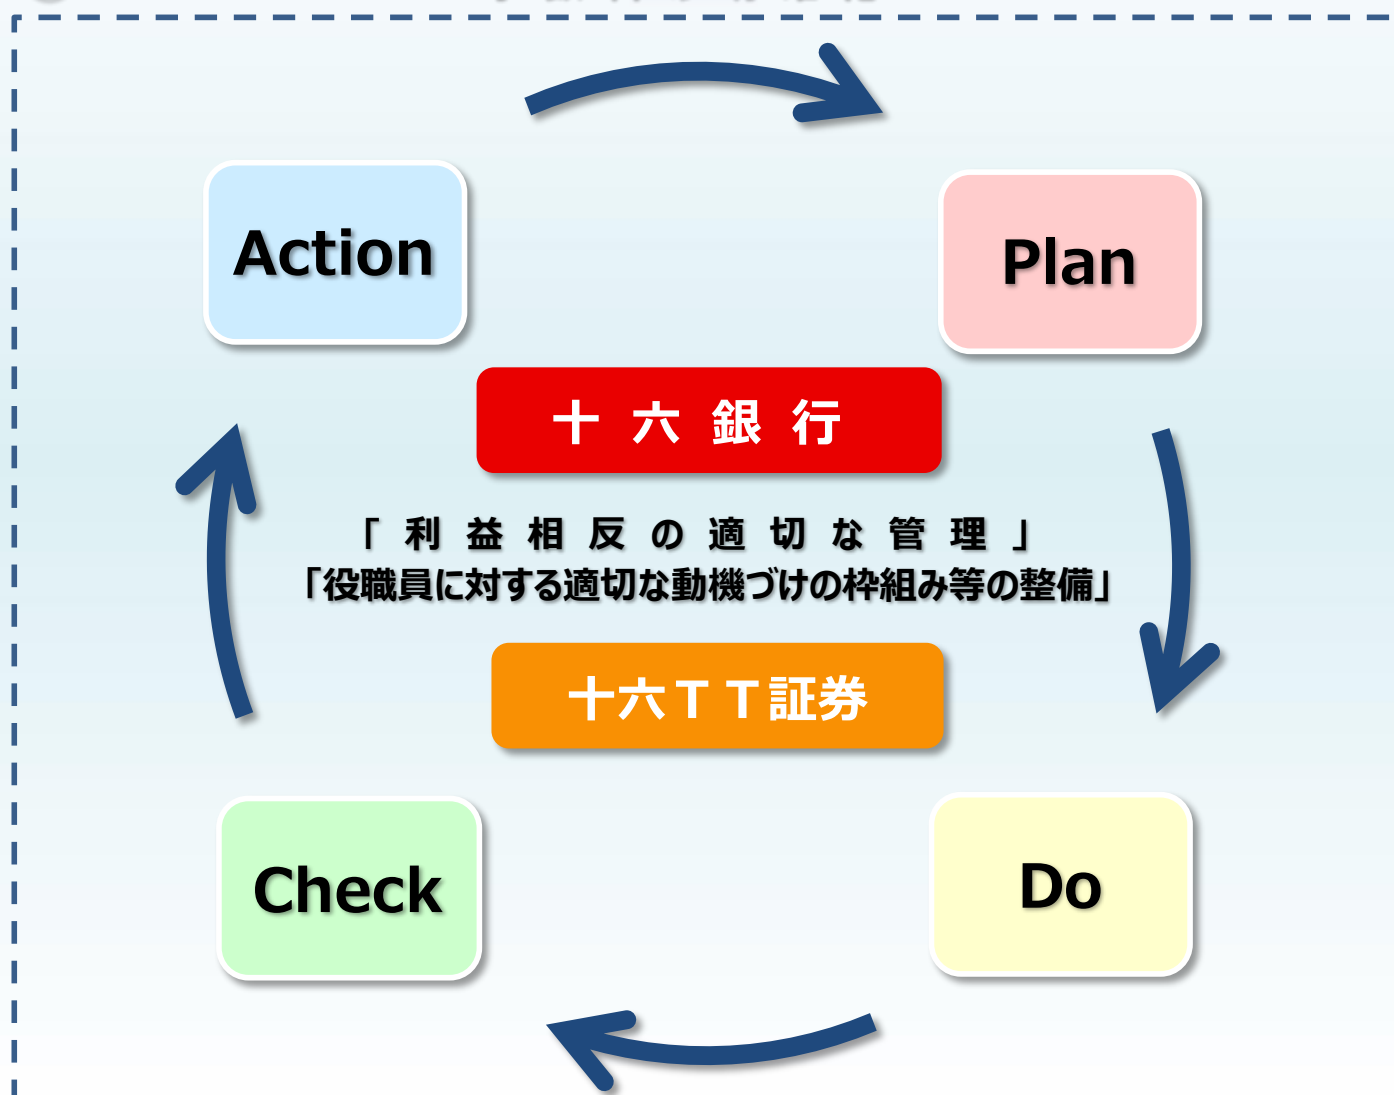 Action
Plan
十六銀行
「利益相反の適切な管理」
「役職員に対する適切な動機づけの枠組み等の整備」
十六ＴＴ証券
Check
Do